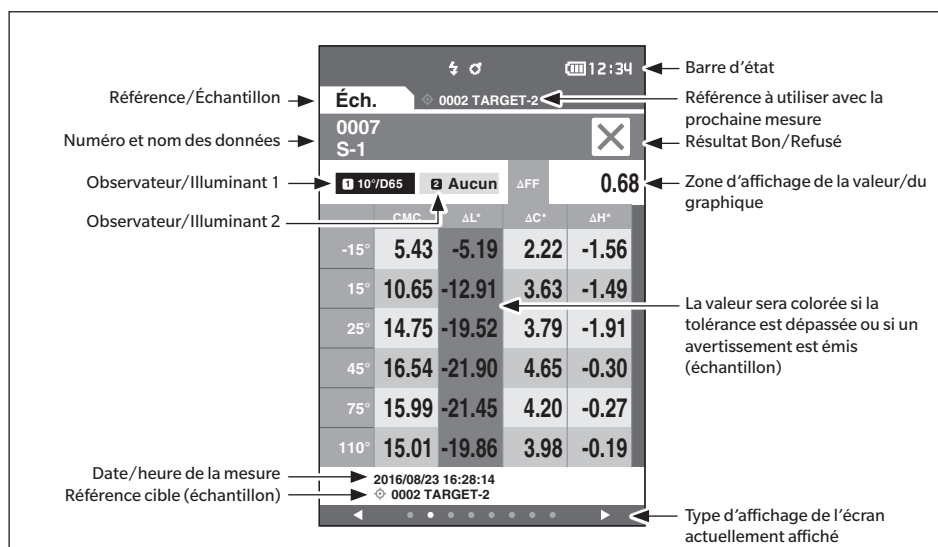 12:34
Barre d'état
Référence/Échantillon
Éch.
0002 TARGET-2
Référence à utiliser avec la
prochaine mesure
Numéro et nom des données
0007
S-1
Résultat Bon/Refusé
Observateur/Illuminant 1
1 10°/D65
2 Aucun
ΔFF
0.68
Zone d'affichage de la valeur/du
graphique
Observateur/Illuminant 2
CMC ΔL* ΔC* ΔH*
-15° 5.43 -5.19 2.22 -1.56
15° 10.65 -12.91 3.63 -1.49
25° 14.75 -19.52 3.79 -1.91
45° 16.54 -21.90 4.65 -0.30
75° 15.99 -21.45 4.20 -0.27
110° 15.01 -19.86 3.98 -0.19
La valeur sera colorée si la
tolérance est dépassée ou si un
avertissement est émis
(échantillon)
Date/heure de la mesure
2016/08/23 16:28:14
Référence cible (échantillon)
0002 TARGET-2
Type d'affichage de l'écran
actuellement affiché